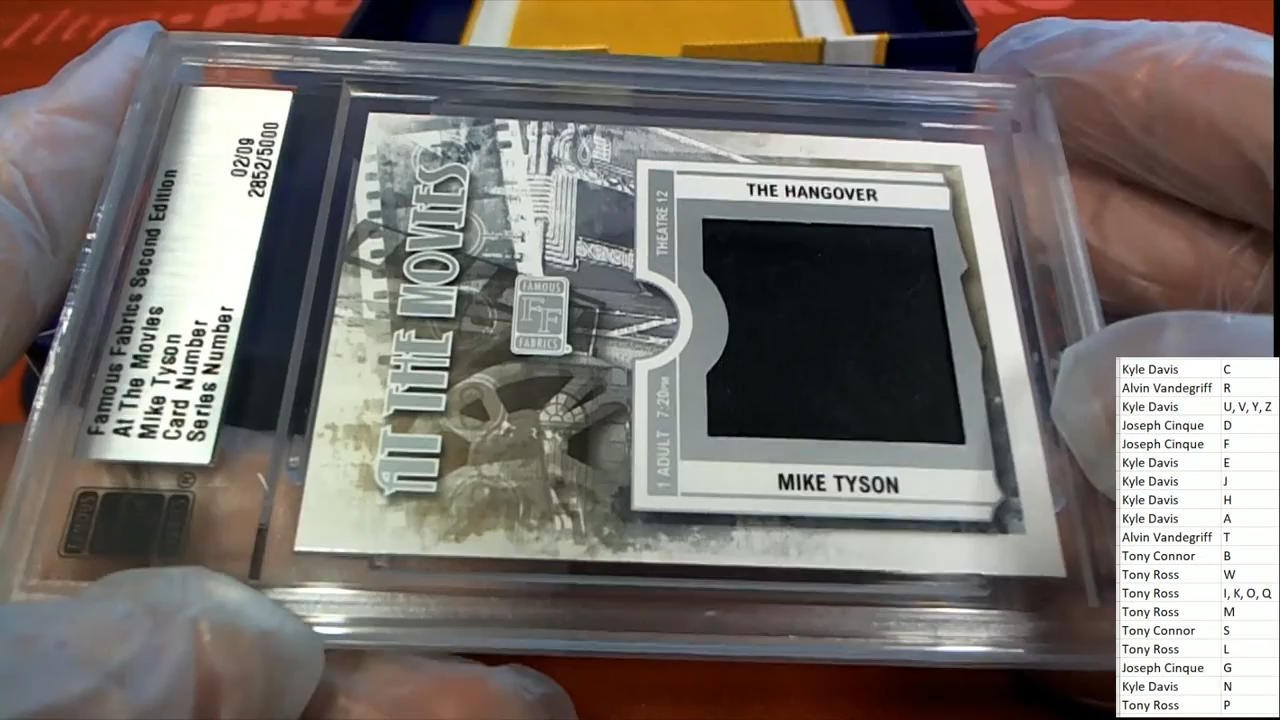 Famous Fabrics Second Edition
At The Movies
Mike Tyson
Card Number 02/09
Series Number 2852/5000
FAMOUS
FABRICS
AT THE MOVIES
FAMOUS
FF
FABRICS
THEATRE 12
1 ADULT 7:20PM
THE HANGOVER
MIKE TYSON
Kyle Davis C
Alvin Vandegriff R
Kyle Davis U, V, Y, Z
Joseph Cinque D
Joseph Cinque F
Kyle Davis E
Kyle Davis J
Kyle Davis H
Kyle Davis A
Alvin Vandegriff T
Tony Connor B
Tony Ross W
Tony Ross I, K, O, Q
Tony Ross M
Tony Connor S
Tony Ross L
Joseph Cinque G
Kyle Davis N
Tony Ross P